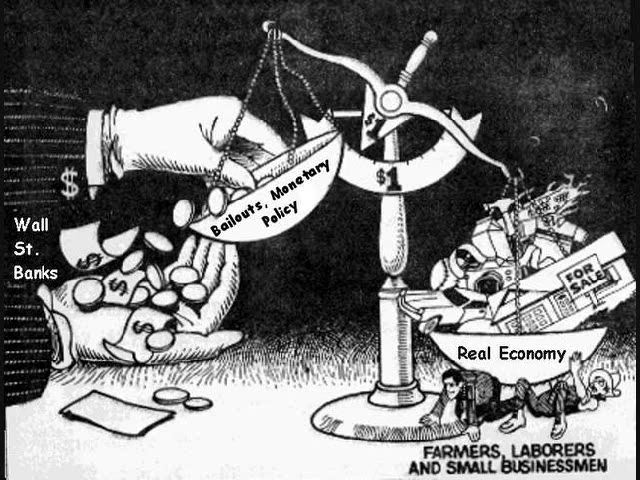 $1
Bailouts, Monetary
Policy
$1
$
Wall
St.
Banks
$
$
$
FOR
SALE
Real Economy
FARMERS, LABORERS
AND SMALL BUSINESSMEN